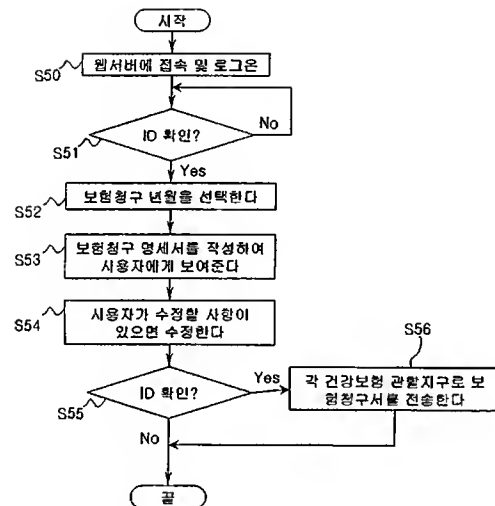 시작
S50
웹서버에 접속 및 로그온
No
ID 확인?
S51
Yes
보험청구 년월을 선택한다
S52
보험청구 명세서를 작성하여
사용자에게 보여준다
S53
사용자가 수정할 사항이
있으면 수정한다
S54
S56
ID 확인?
Yes
각 건강보험 관할지구로 보
험청구서를 전송한다
S55
No
끝